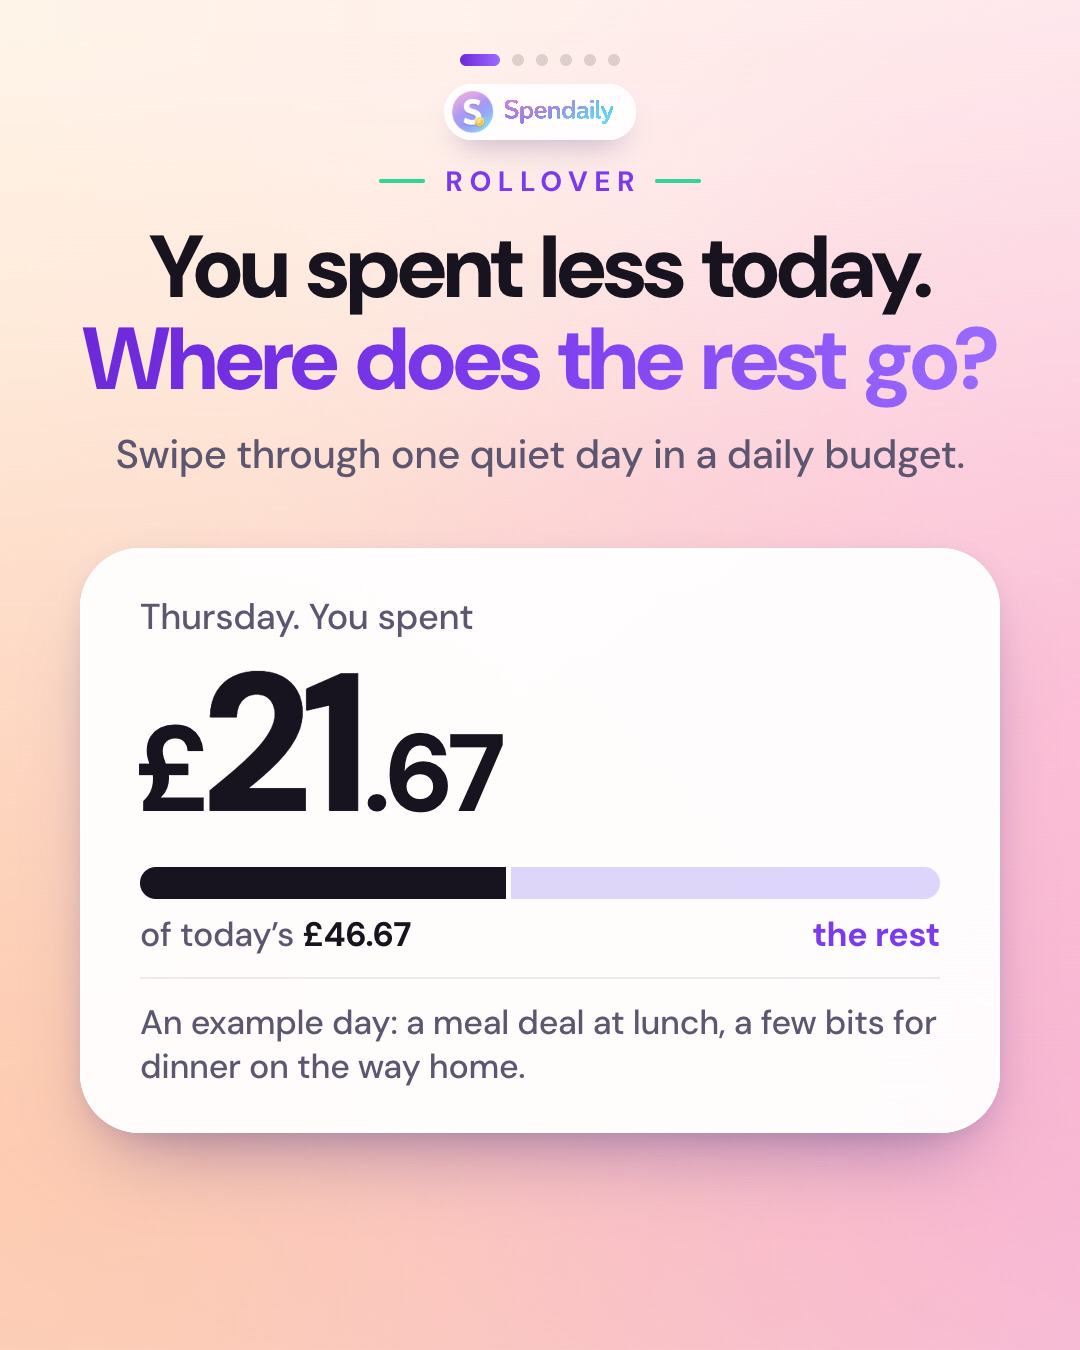 Spendaily
ROLLOVER
You spent less today.
Where does the rest go?
Swipe through one quiet day in a daily budget.
Thursday. You spent
£21.67
of today’s £46.67
the rest
An example day: a meal deal at lunch, a few bits for
dinner on the way home.